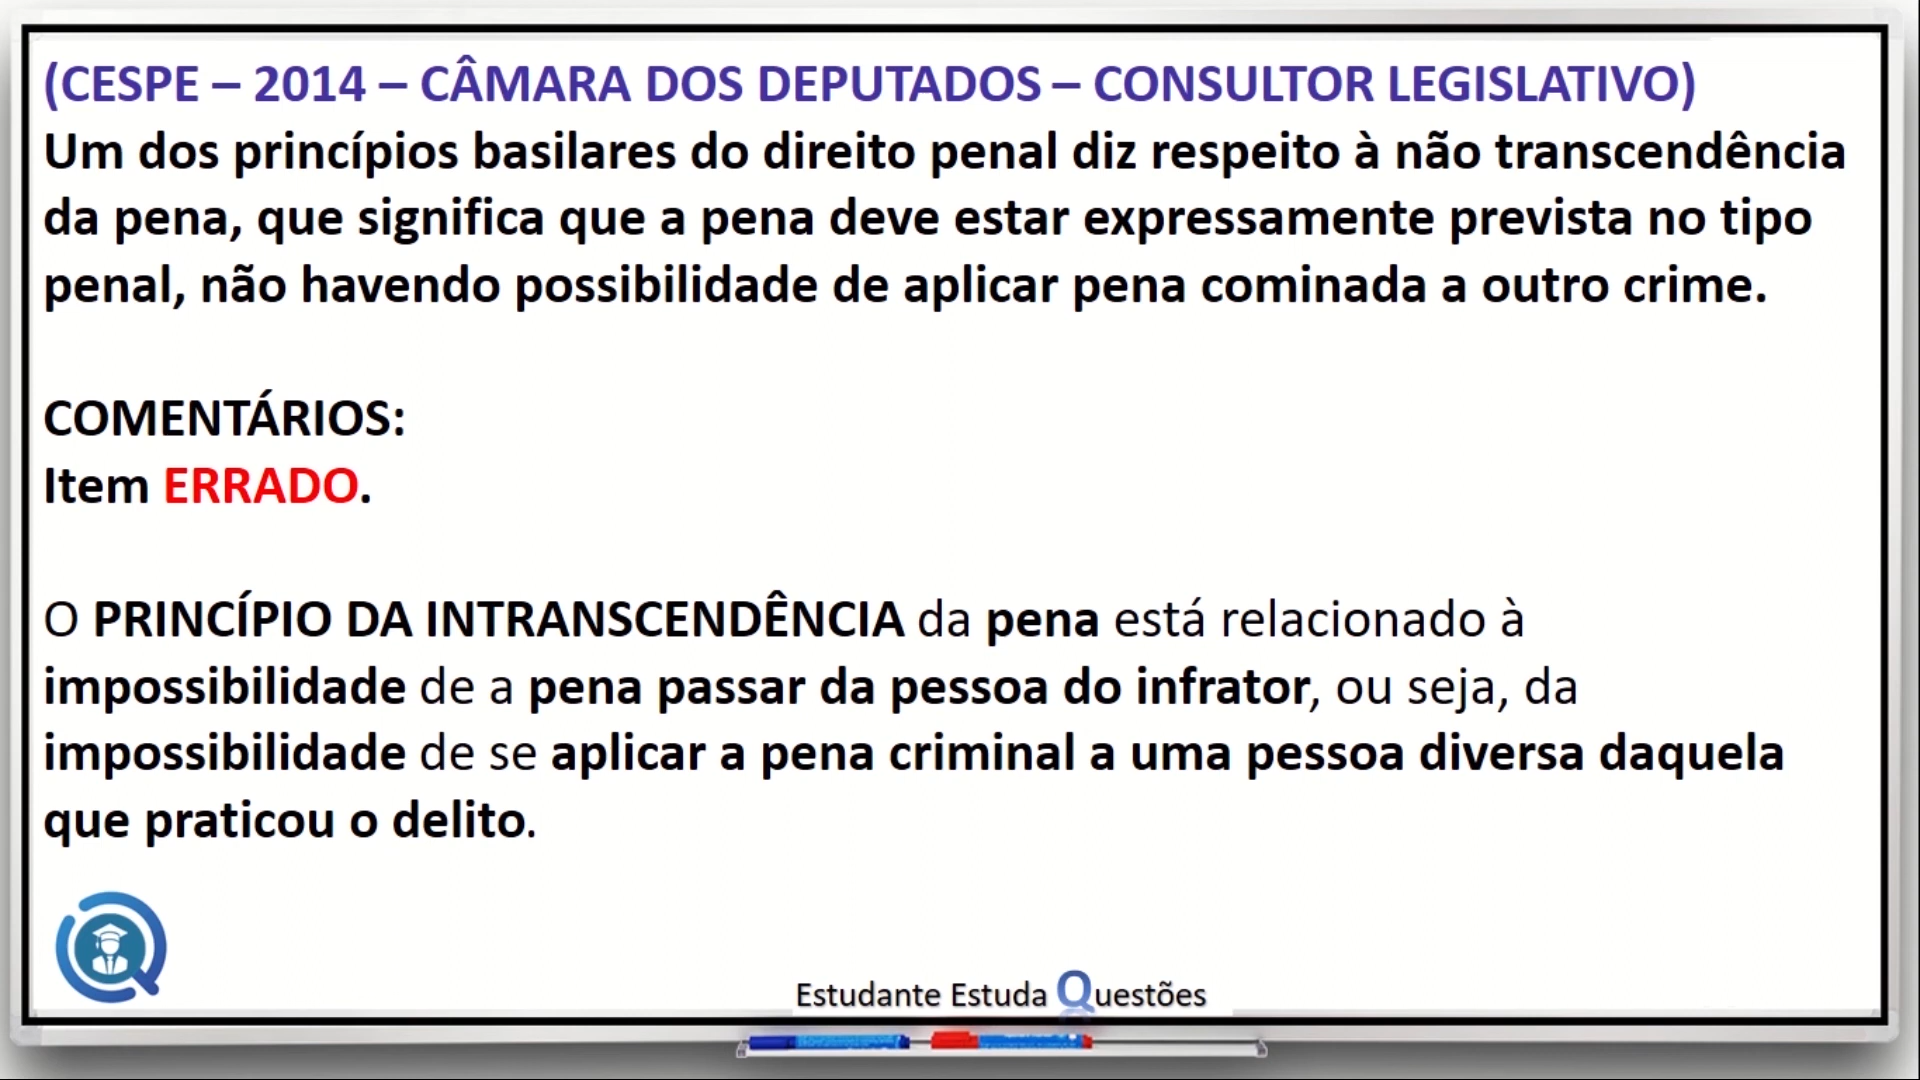 (CESPE – 2014 – CÂMARA DOS DEPUTADOS – CONSULTOR LEGISLATIVO)
Um dos princípios basilares do direito penal diz respeito à não transcendência
da pena, que significa que a pena deve estar expressamente prevista no tipo
penal, não havendo possibilidade de aplicar pena cominada a outro crime.
COMENTÁRIOS:
Item ERRADO.
O PRINCÍPIO DA INTRANSCENDÊNCIA da pena está relacionado à
impossibilidade de a pena passar da pessoa do infrator, ou seja, da
impossibilidade de se aplicar a pena criminal a uma pessoa diversa daquela
que praticou o delito.
Estudante Estuda Questões